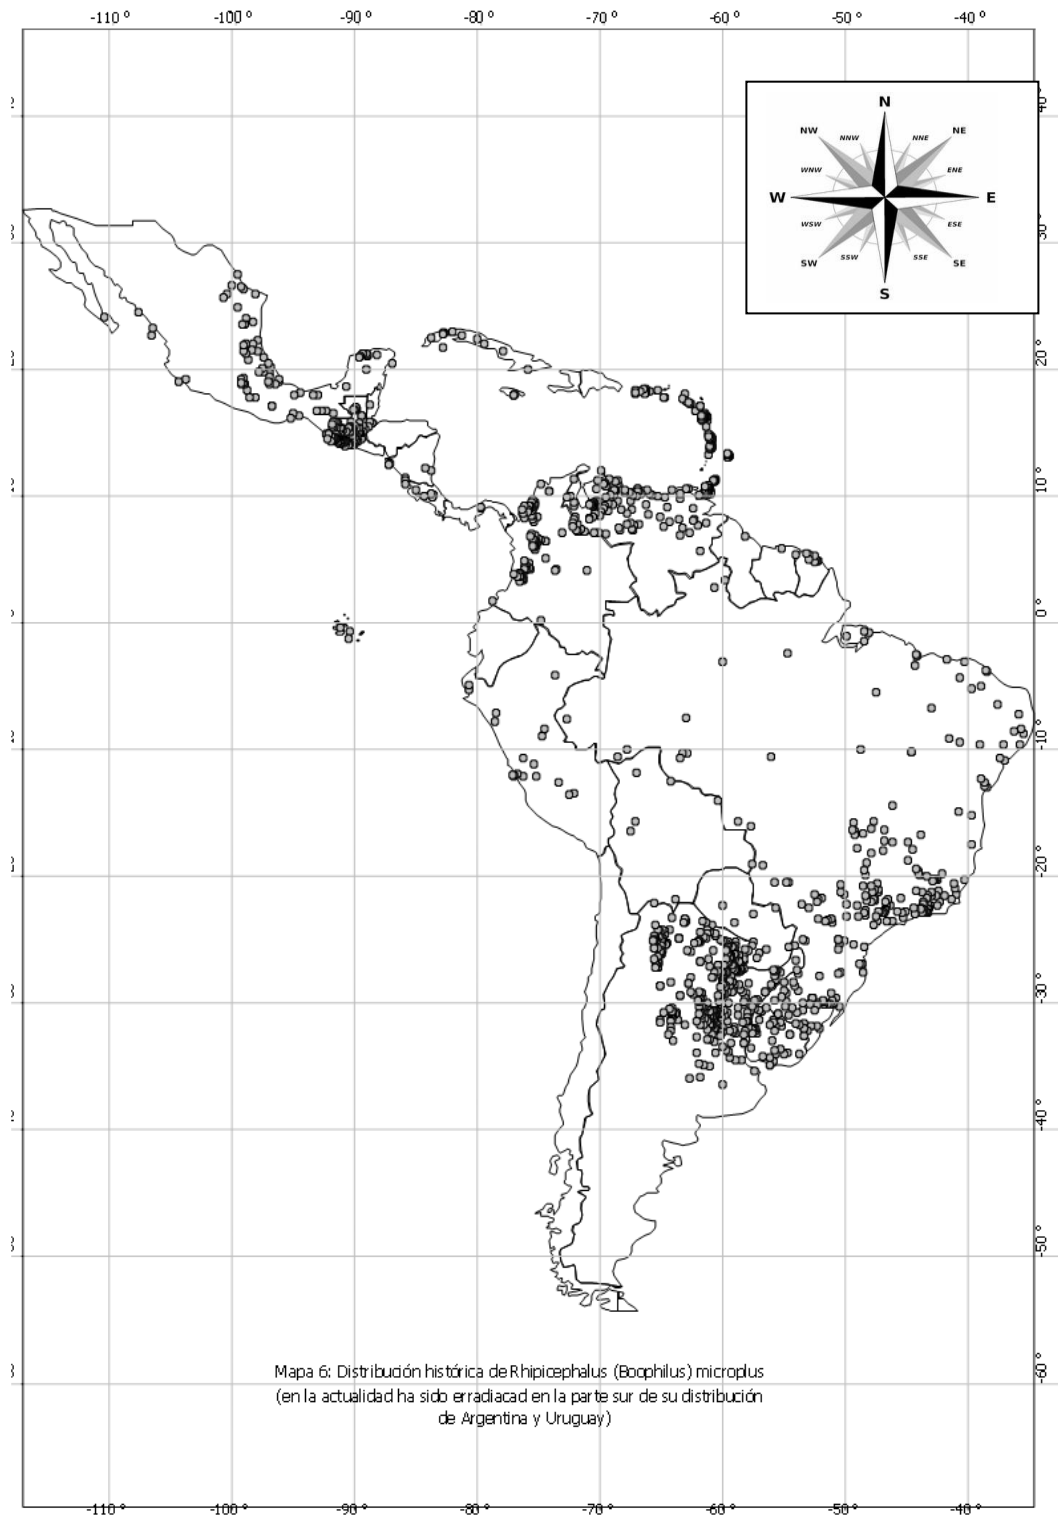 -110 ° -100 ° -90 ° -80 ° -70 ° -60 ° -50 ° -40 °
N
NW NNW NNE NE
WNW ENE
W E
WSW ESE
SW SSW SSE SE
S
40°
30°
20°
10°
0°
-10°
-20°
-30°
-40°
-50°
-60°
Mapa 6: Distribución histórica de Rhipicephalus (Boophilus) microplus
(en la actualidad ha sido erradiacad en la parte sur de su distribución
de Argentina y Uruguay)
-110 ° -100 ° -90 ° -80 ° -70 ° -60 ° -50 ° -40 °